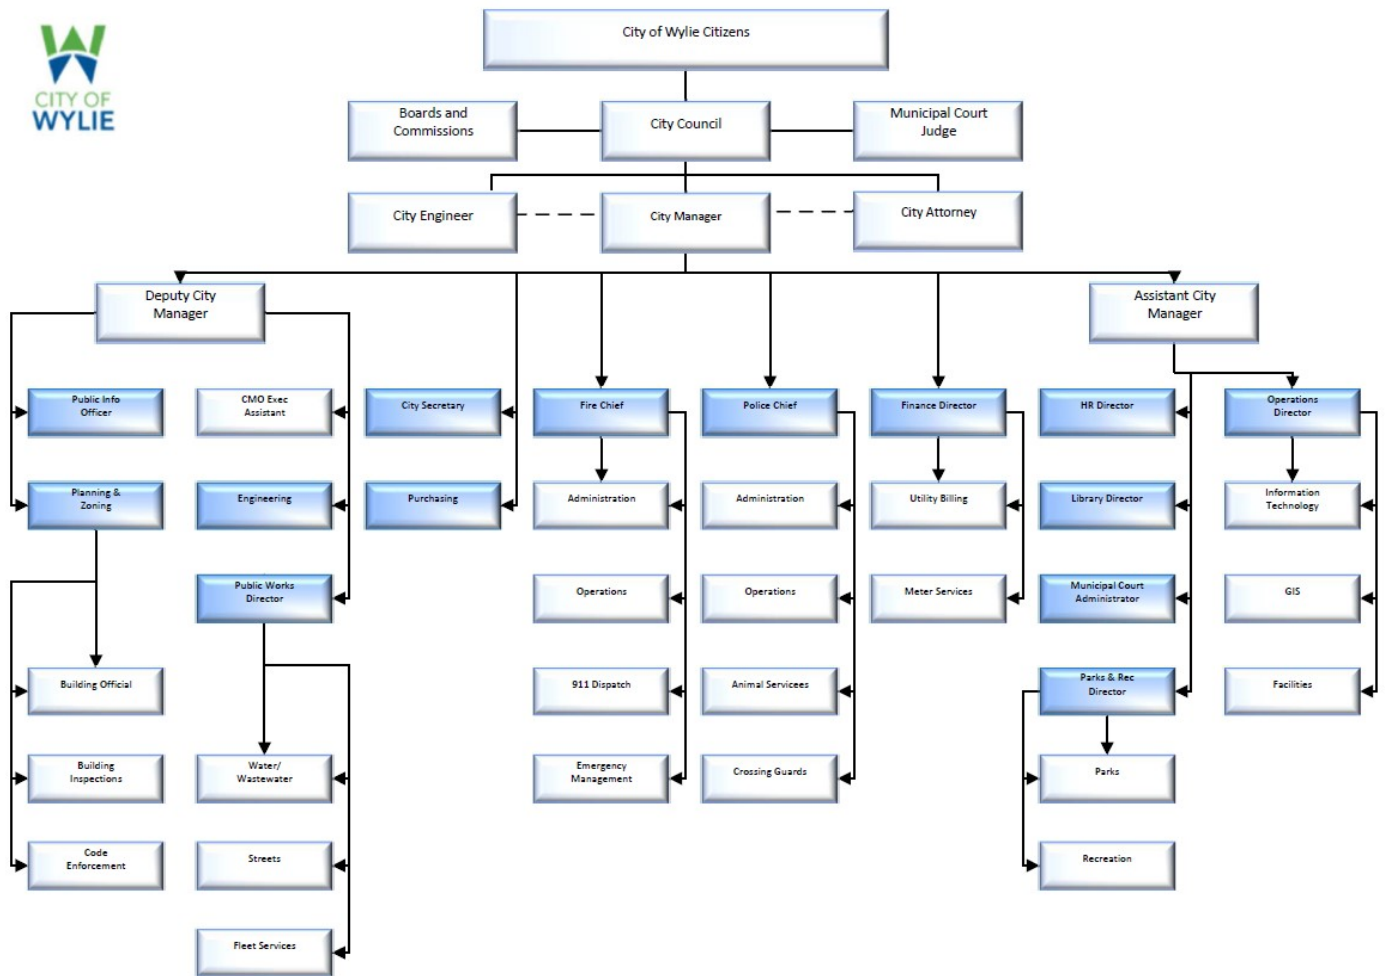 City of Wylie Citizens
CITY OF
WYLIE
Boards and
Commissions
City Council
Municipal Court
Judge
City Engineer
City Manager
City Attorney
Deputy City
Manager
Assistant City
Manager
Public Info
Officer
CMO Exec
Assistant
City Secretary
Fire Chief
Police Chief
Finance Director
HR Director
Operations
Director
Planning &
Zoning
Engineering
Purchasing
Administration
Administration
Utility Billing
Library Director
Information
Technology
Public Works
Director
Operations
Operations
Meter Services
Municipal Court
Administrator
GIS
Building Official
911 Dispatch
Animal Servicees
Parks & Rec
Director
Facilities
Building
Inspections
Water/
Wastewater
Emergency
Management
Crossing Guards
Parks
Code
Enforcement
Streets
Recreation
Fleet Services